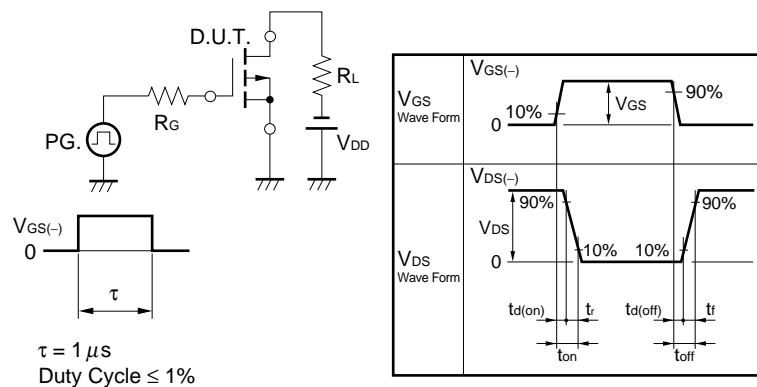 D.U.T.
RL
RG
PG.
VDD
VGS(−)
0
τ
τ = 1 μs
Duty Cycle ≤ 1%
VGS
Wave Form
VGS(−)
10%
VGS
90%
0
VDS
Wave Form
VDS(−)
90%
90%
VDS
10%
10%
0
td(on)
tr
td(off)
tf
ton
toff